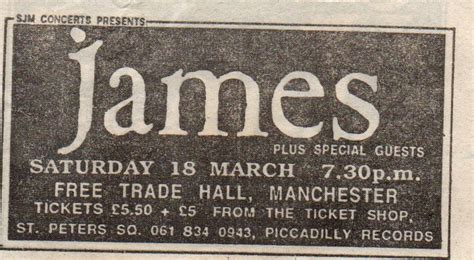 SJM CONCERTS PRESENTS
james
PLUS SPECIAL GUESTS
SATURDAY 18 MARCH 7.30p.m.
FREE TRADE HALL, MANCHESTER
TICKETS £5.50 + £5 FROM THE TICKET SHOP,
ST. PETERS SQ. 061 834 0943, PICCADILLY RECORDS